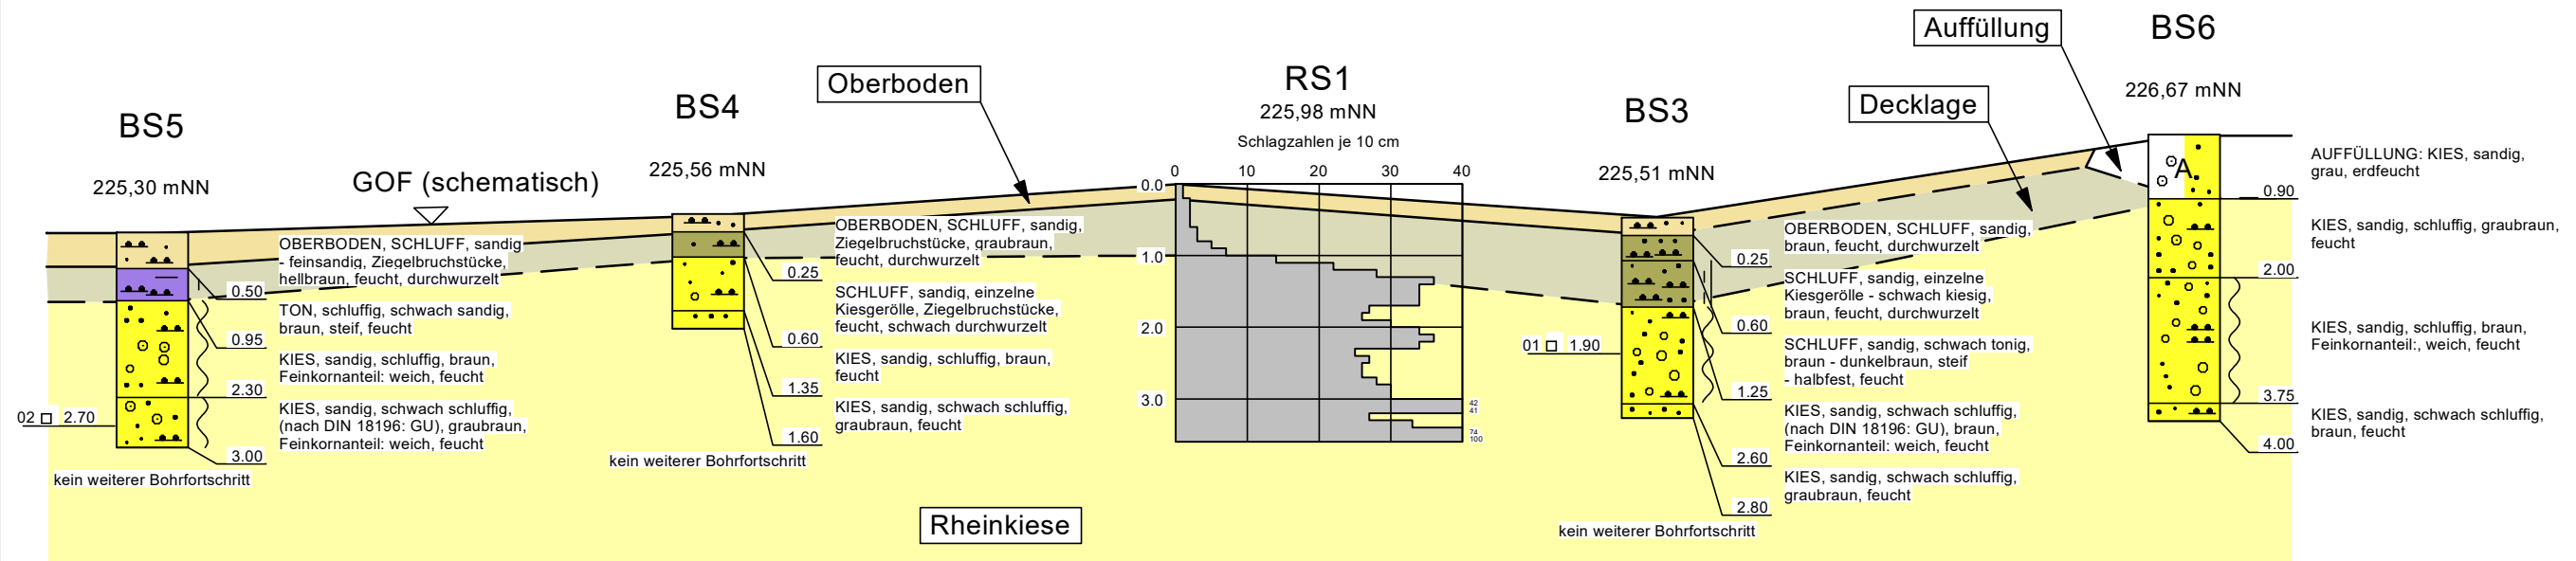 BS5
225,30 mNN
OBERBODEN, SCHLUFF, sandig
- feinsandig, Ziegelbruchstücke,
hellbraun, feucht, durchwurzelt
0.50
TON, schluffig, schwach sandig,
braun, steif, feucht
0.95
KIES, sandig, schluffig, braun,
Feinkornanteil: weich, feucht
2.30
KIES, sandig, schwach schluffig,
(nach DIN 18196: GU), graubraun,
Feinkornanteil: weich, feucht
02 2.70
3.00
kein weiterer Bohrfortschritt
GOF (schematisch)
BS4
225,56 mNN
OBERBODEN, SCHLUFF, sandig,
Ziegelbruchstücke, graubraun,
feucht, durchwurzelt
0.25
SCHLUFF, sandig, einzelne
Kiesgerölle, Ziegelbruchstücke,
feucht, schwach durchwurzelt
0.60
KIES, sandig, schluffig, braun,
feucht
1.35
KIES, sandig, schwach schluffig,
graubraun, feucht
1.60
kein weiterer Bohrfortschritt
Oberboden
RS1
225,98 mNN
Schlagzahlen je 10 cm
0 10 20 30 40
0.0
1.0
2.0
3.0
42
41
74
100
Rheinkiese
BS3
225,51 mNN
OBERBODEN, SCHLUFF, sandig,
braun, feucht, durchwurzelt
0.25
SCHLUFF, sandig, einzelne
Kiesgerölle - schwach kiesig,
braun, feucht, durchwurzelt
0.60
SCHLUFF, sandig, schwach tonig,
braun - dunkelbraun, steif
- halbfest, feucht
01 1.90
1.25
KIES, sandig, schwach schluffig,
(nach DIN 18196: GU), braun,
Feinkornanteil: weich, feucht
2.60
KIES, sandig, schwach schluffig,
graubraun, feucht
2.80
kein weiterer Bohrfortschritt
Decklage
Auffüllung
BS6
226,67 mNN
A
AUFFÜLLUNG: KIES, sandig,
grau, erdfeucht
0.90
KIES, sandig, schluffig, graubraun,
feucht
2.00
KIES, sandig, schluffig, braun,
Feinkornanteil:, weich, feucht
3.75
KIES, sandig, schwach schluffig,
braun, feucht
4.00